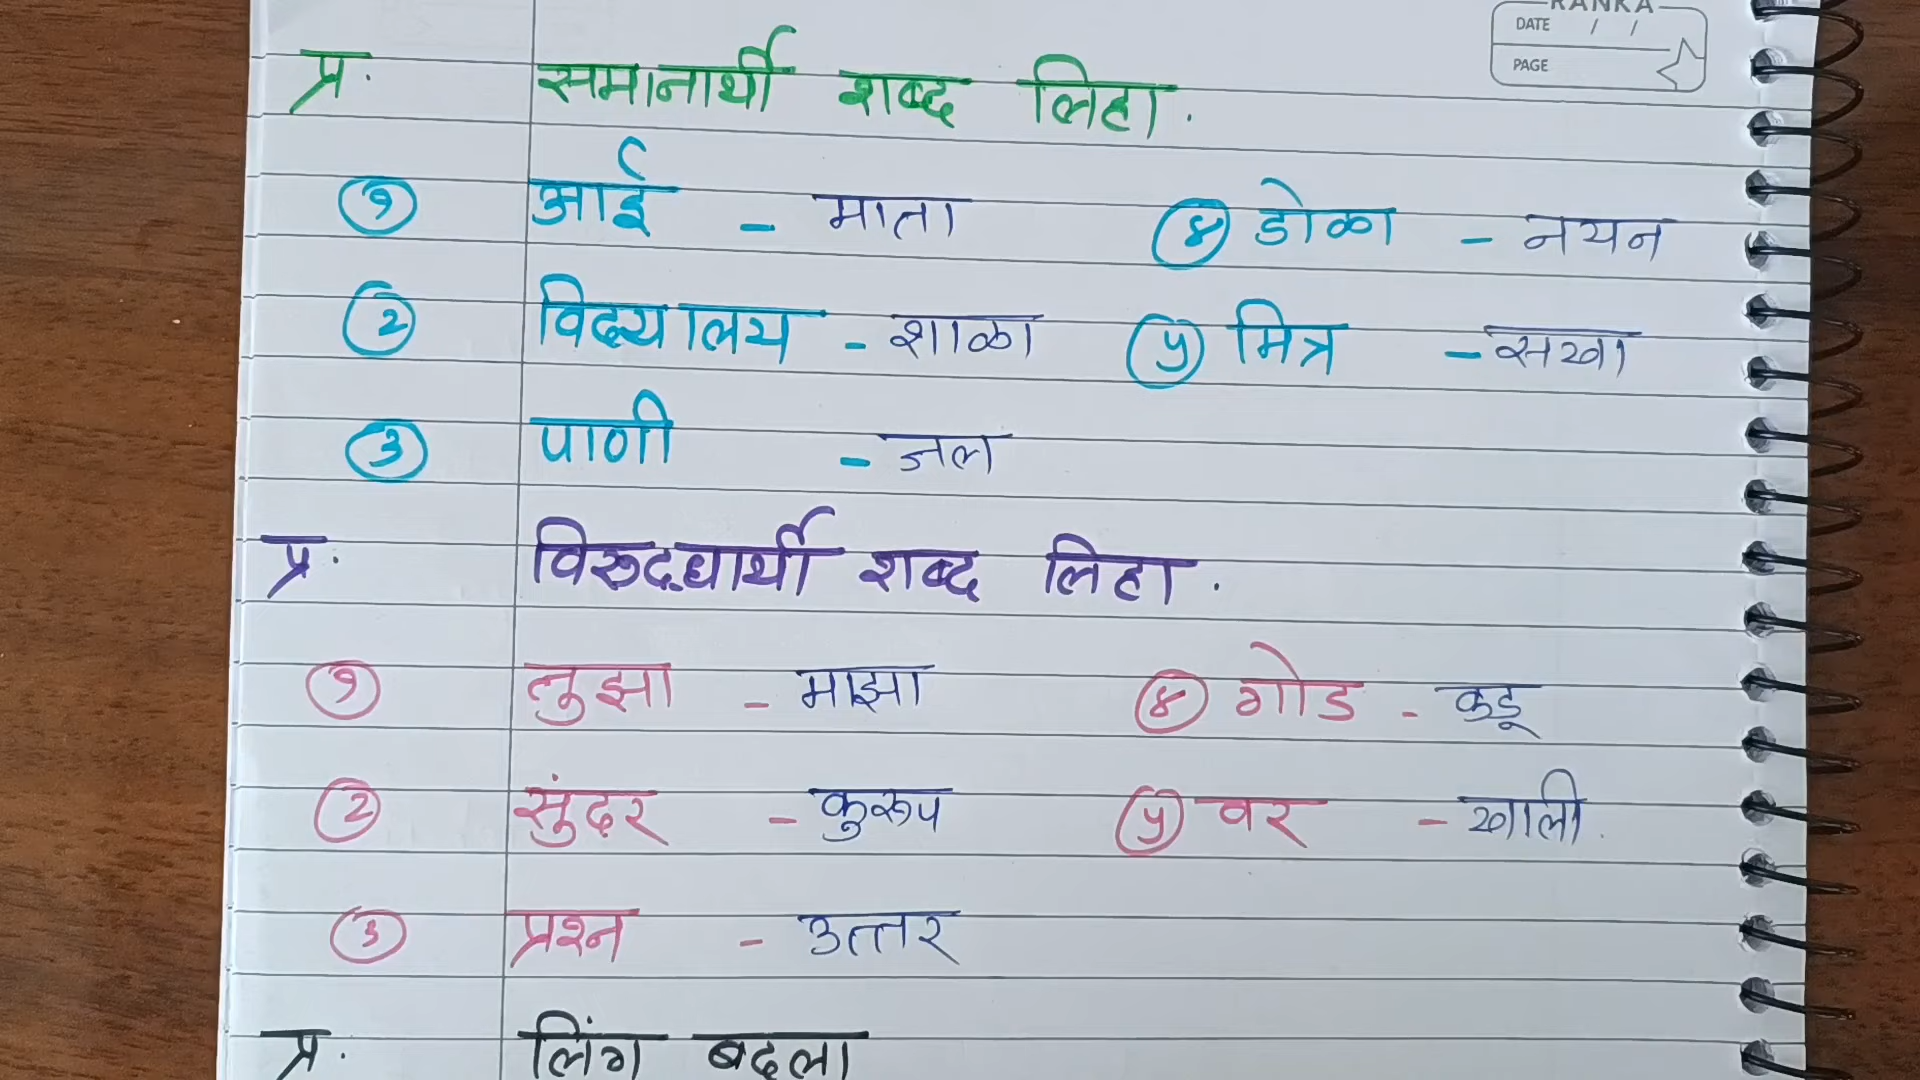 RANKA
DATE / /
PAGE
प्र. समानार्थी शब्द लिहा.
१ आई - माता ४ डोळा - नयन
२ विद्यालय - शाळा ५ मित्र - सखा
३ पाणी - जल
प्र. विरुद्धार्थी शब्द लिहा.
१ तुझा - माझा ४ गोड - कडू
२ सुंदर - कुरूप ५ वर - खाली.
३ प्रश्न - उत्तर
प्र. लिंग बदला